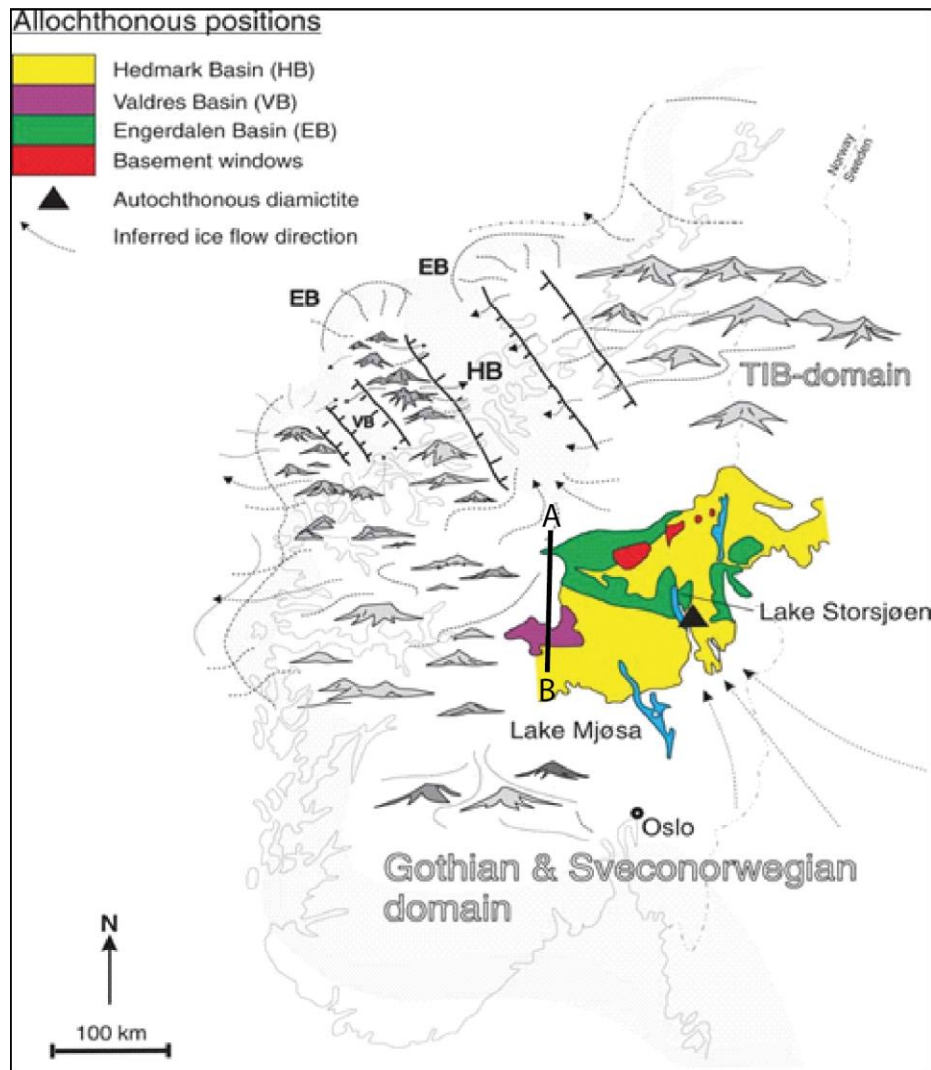 Allochthonous positions
Hedmark Basin (HB)
Valdres Basin (VB)
Engerdalen Basin (EB)
Basement windows
Autochthonous diamictite
Inferred ice flow direction
Norway
Sweden
EB
EB
HB
VB
TIB-domain
A
Lake Storsjøen
B
Lake Mjøsa
Oslo
Gothian & Sveconorwegian
domain
N
100 km